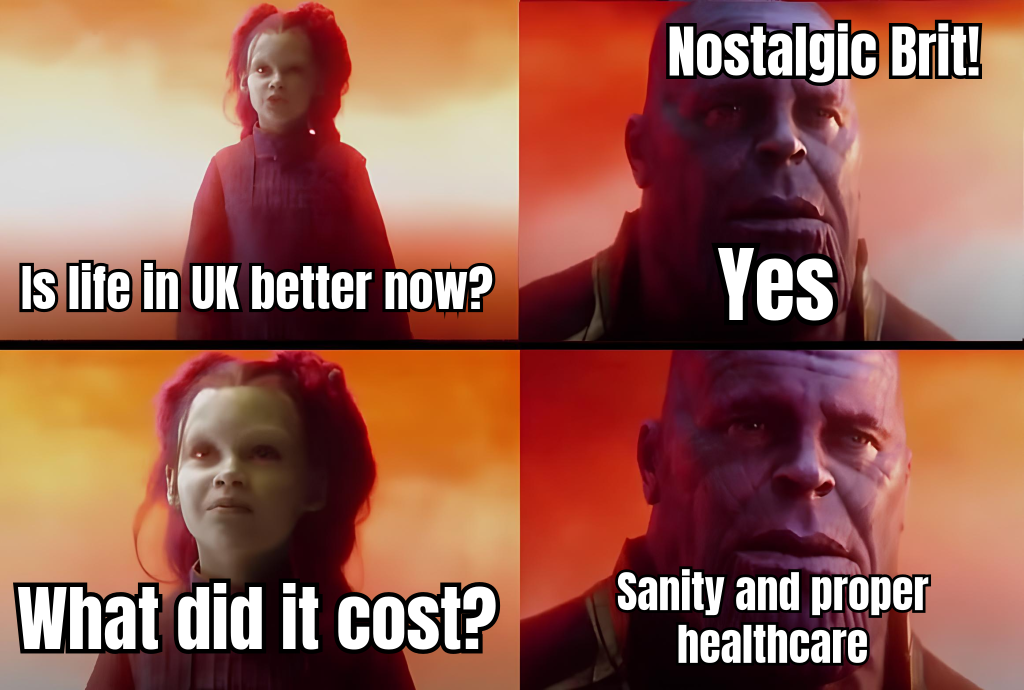 Is life in UK better now?
Nostalgic Brit!
Yes
What did it cost?
Sanity and proper
healthcare